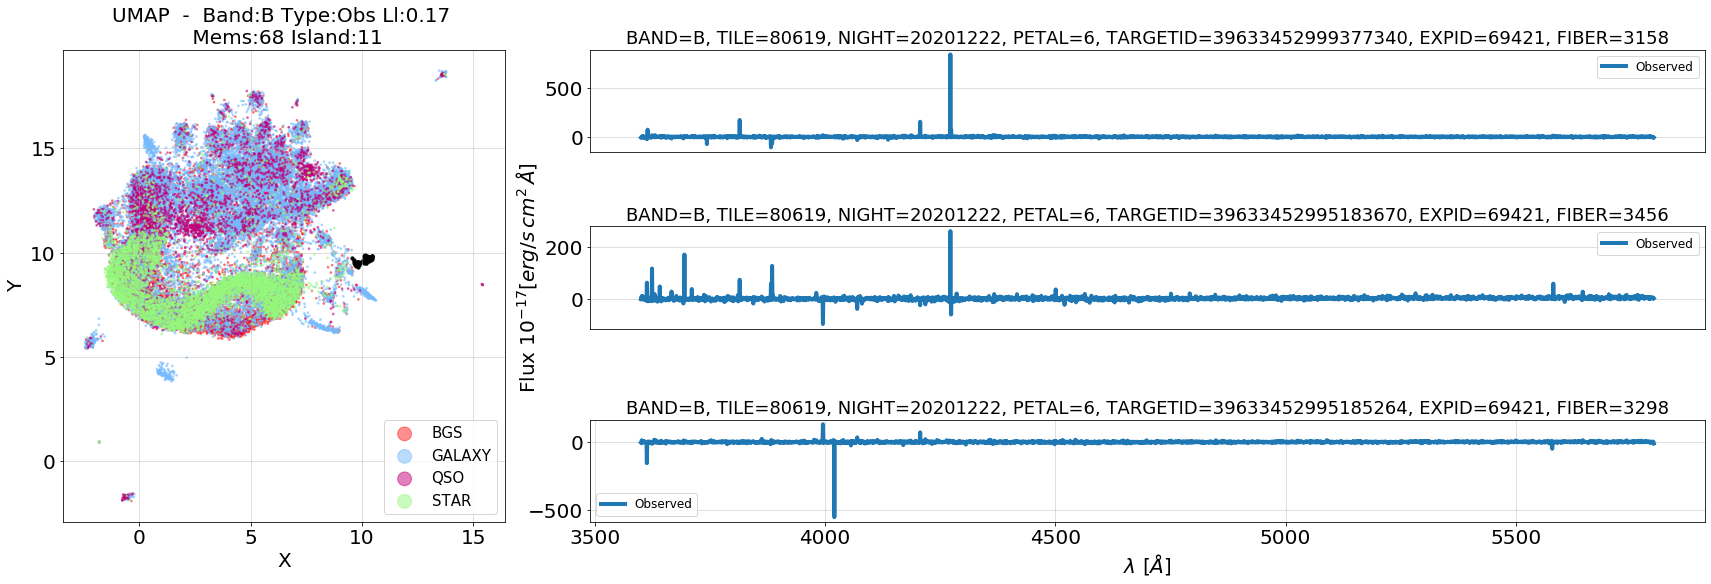 UMAP  -  Band:B Type:Obs Ll:0.17
Mems:68 Island:11
15
10
5
0
Y
0 5 10 15
X
BGS
GALAXY
QSO
STAR
Flux 10⁻¹⁷[erg/s cm² Å]
BAND=B, TILE=80619, NIGHT=20201222, PETAL=6, TARGETID=39633452999377340, EXPID=69421, FIBER=3158
500
0
Observed
BAND=B, TILE=80619, NIGHT=20201222, PETAL=6, TARGETID=39633452995183670, EXPID=69421, FIBER=3456
200
0
Observed
BAND=B, TILE=80619, NIGHT=20201222, PETAL=6, TARGETID=39633452995185264, EXPID=69421, FIBER=3298
0
−500
Observed
3500 4000 4500 5000 5500
λ [Å]